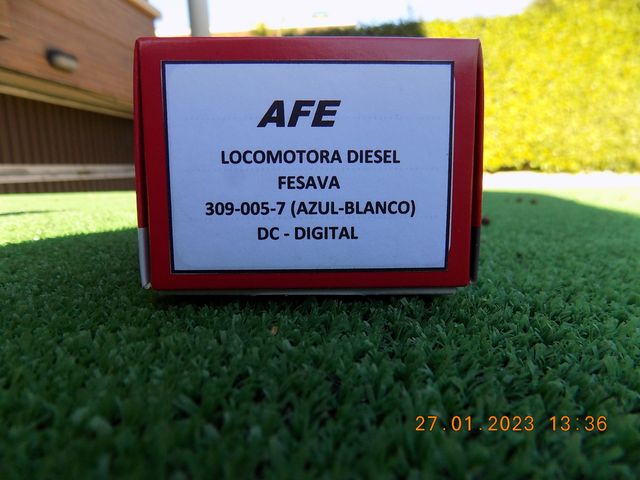 AFE
LOCOMOTORA DIESEL
FESAVA
309-005-7 (AZUL-BLANCO)
DC - DIGITAL
27.01.2023 13:36